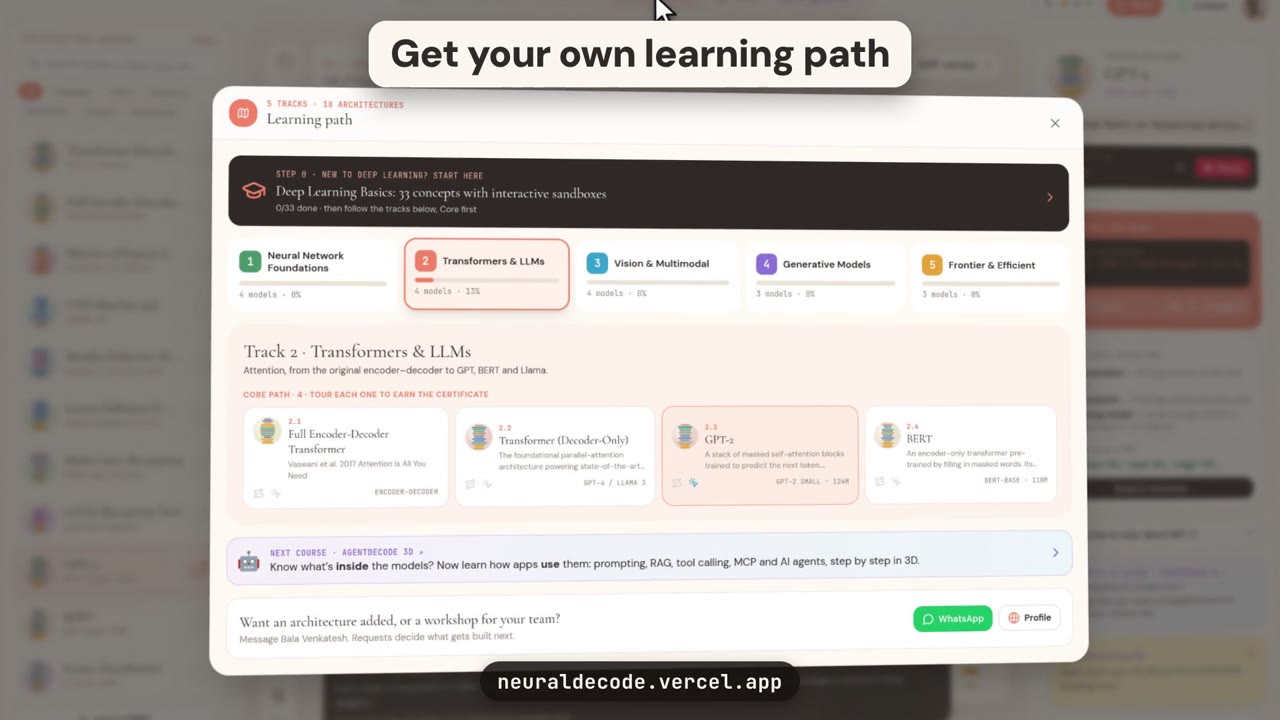 Get your own learning path
5 TRACKS · 18 ARCHITECTURES
Learning path
STEP 0 · NEW TO DEEP LEARNING? START HERE
Deep Learning Basics: 33 concepts with interactive sandboxes
0/33 done · then follow the tracks below, Core first
1
Neural Network
Foundations
4 models · 0%
2
Transformers & LLMs
4 models · 13%
3
Vision & Multimodal
4 models · 0%
4
Generative Models
3 models · 0%
5
Frontier & Efficient
3 models · 0%
Track 2 · Transformers & LLMs
Attention, from the original encoder–decoder to GPT, BERT and Llama.
CORE PATH · 4 · TOUR EACH ONE TO EARN THE CERTIFICATE
2.1
Full Encoder-Decoder
Transformer
Vaswani et al. 2017 Attention Is All You
Need
ENCODER-DECODER
2.2
Transformer (Decoder-Only)
The foundational parallel-attention
architecture powering state-of-the-art...
GPT-4 / LLAMA 3
2.3
GPT-2
A stack of masked self-attention blocks
trained to predict the next token...
GPT-2 SMALL · 124M
2.4
BERT
An encoder-only transformer pre-
trained by filling in masked words. Its...
BERT-BASE · 110M
NEXT COURSE · AGENTDECODE 3D ↗
Know what's inside the models? Now learn how apps use them: prompting, RAG, tool calling, MCP and AI agents, step by step in 3D.
Want an architecture added, or a workshop for your team?
Message Bala Venkatesh. Requests decide what gets built next.
WhatsApp
Profile
neuraldecode.vercel.app